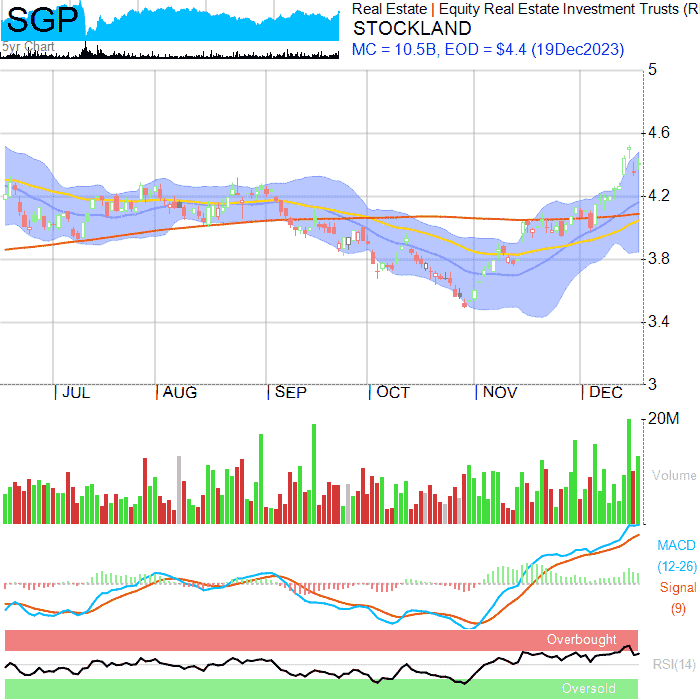 SGP
5yr Chart
Real Estate | Equity Real Estate Investment Trusts (R
STOCKLAND
MC = 10.5B, EOD = $4.4 (19Dec2023)
5
4.6
4.2
3.8
3.4
3
JUL AUG SEP OCT NOV DEC
20M
Volume
MACD
(12-26)
Signal
(9)
Overbought
RSI(14)
Oversold